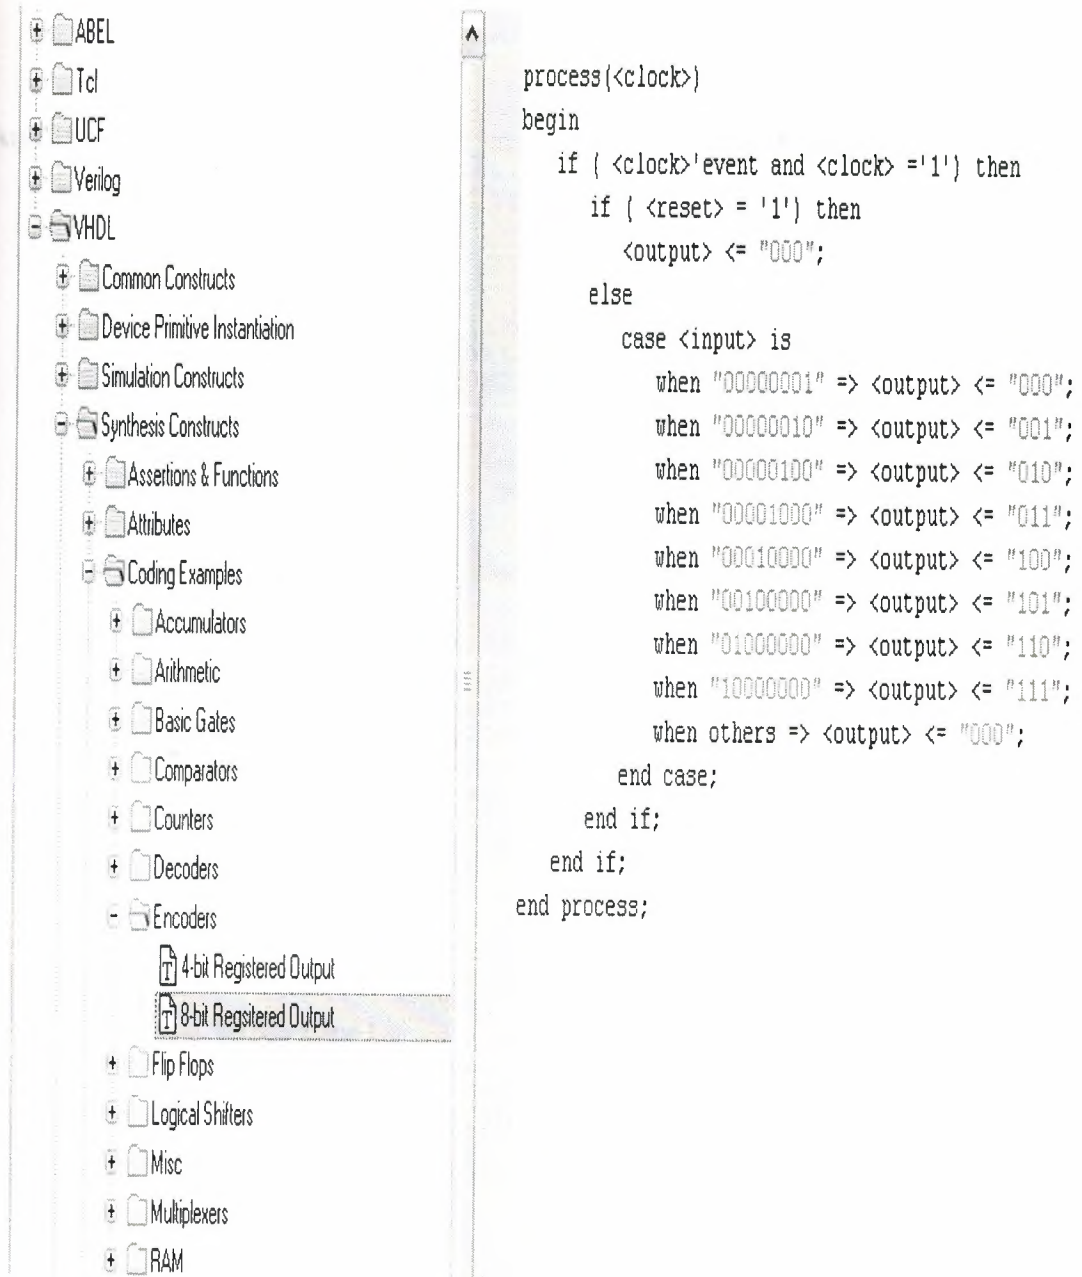 ABEL
Tcl
UCF
Verilog
VHDL
Common Constructs
Device Primitive Instantiation
Simulation Constructs
Synthesis Constructs
Assertions & Functions
Attributes
Coding Examples
Accumulators
Arithmetic
Basic Gates
Comparators
Counters
Decoders
Encoders
4-bit Registered Output
8-bit Regsitered Output
Flip Flops
Logical Shifters
Misc
Multiplexers
RAM
process(<clock>)
begin
if ( <clock>'event and <clock> ='1') then
if ( <reset> = '1') then
<output> <= "000";
else
case <input> is
when "00000001" => <output> <= "000";
when "00000010" => <output> <= "001";
when "00000100" => <output> <= "010";
when "00001000" => <output> <= "011";
when "00010000" => <output> <= "100";
when "00100000" => <output> <= "101";
when "01000000" => <output> <= "110";
when "10000000" => <output> <= "111";
when others => <output> <= "000";
end case;
end if;
end if;
end process;